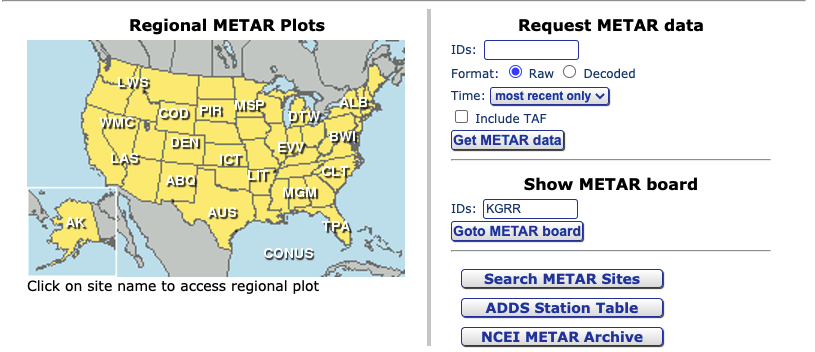 Regional METAR Plots
LWS
WMC
COD
PIR
MSP
DTW
ALB
BWI
DEN
EVV
LAS
ICT
CLT
ABQ
LIT
MGM
AUS
TPA
AK
CONUS
Click on site name to access regional plot
Request METAR data
IDs:
Format: Raw Decoded
Time: most recent only
Include TAF
Get METAR data
Show METAR board
IDs: KGRR
Goto METAR board
Search METAR Sites
ADDS Station Table
NCEI METAR Archive